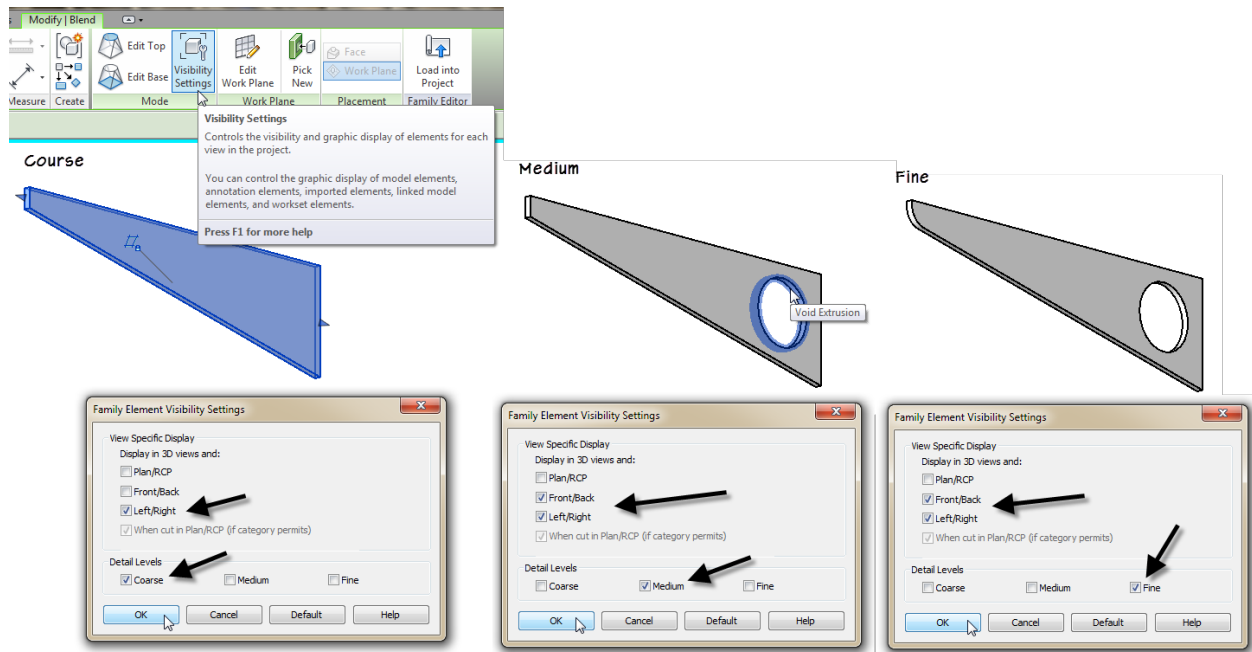 Modify | Blend
Edit Top
Edit Base
Visibility
Settings
Edit
Work Plane
Pick
New
Face
Work Plane
Load into
Project
Measure
Create
Mode
Work Plane
Placement
Family Editor
Visibility Settings
Controls the visibility and graphic display of elements for each
view in the project.
You can control the graphic display of model elements,
annotation elements, imported elements, linked model
elements, and workset elements.
Press F1 for more help
Course
Medium
Fine
Void Extrusion
Family Element Visibility Settings
View Specific Display
Display in 3D views and:
Plan/RCP
Front/Back
Left/Right
When cut in Plan/RCP (if category permits)
Detail Levels
Coarse Medium Fine
OK Cancel Default Help
Family Element Visibility Settings
View Specific Display
Display in 3D views and:
Plan/RCP
Front/Back
Left/Right
When cut in Plan/RCP (if category permits)
Detail Levels
Coarse Medium Fine
OK Cancel Default Help
Family Element Visibility Settings
View Specific Display
Display in 3D views and:
Plan/RCP
Front/Back
Left/Right
When cut in Plan/RCP (if category permits)
Detail Levels
Coarse Medium Fine
OK Cancel Default Help